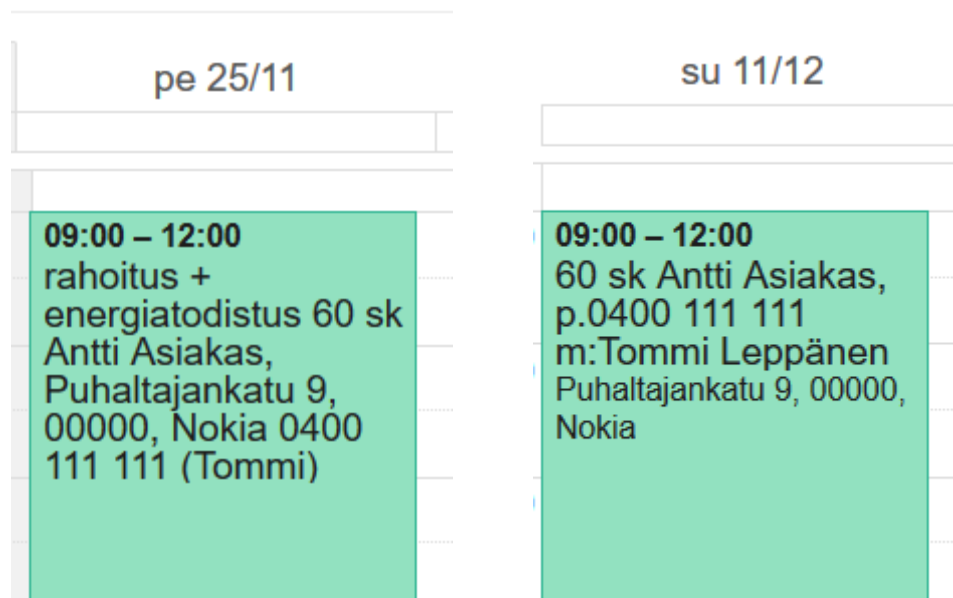 pe 25/11
09:00 – 12:00
rahoitus +
energiatodistus 60 sk
Antti Asiakas,
Puhaltajankatu 9,
00000, Nokia 0400
111 111 (Tommi)
su 11/12
09:00 – 12:00
60 sk Antti Asiakas,
p.0400 111 111
m:Tommi Leppänen
Puhaltajankatu 9, 00000,
Nokia